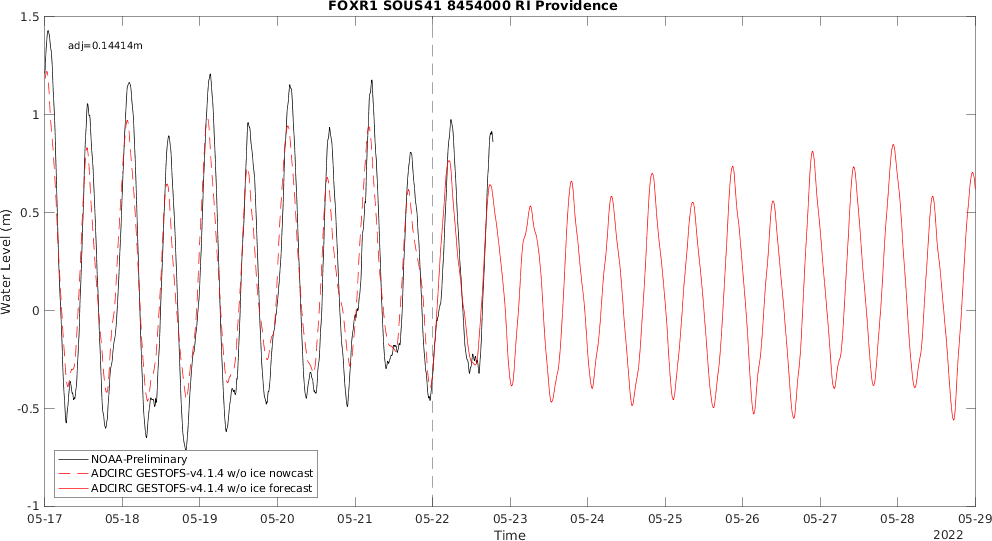 FOXR1 SOUS41 8454000 RI Providence
adj=0.14414m
1.5
1
0.5
0
-0.5
-1
Water Level (m)
NOAA-Preliminary
ADCIRC GESTOFS-v4.1.4 w/o ice nowcast
ADCIRC GESTOFS-v4.1.4 w/o ice forecast
05-17 05-18 05-19 05-20 05-21 05-22 05-23 05-24 05-25 05-26 05-27 05-28 05-29
Time
2022